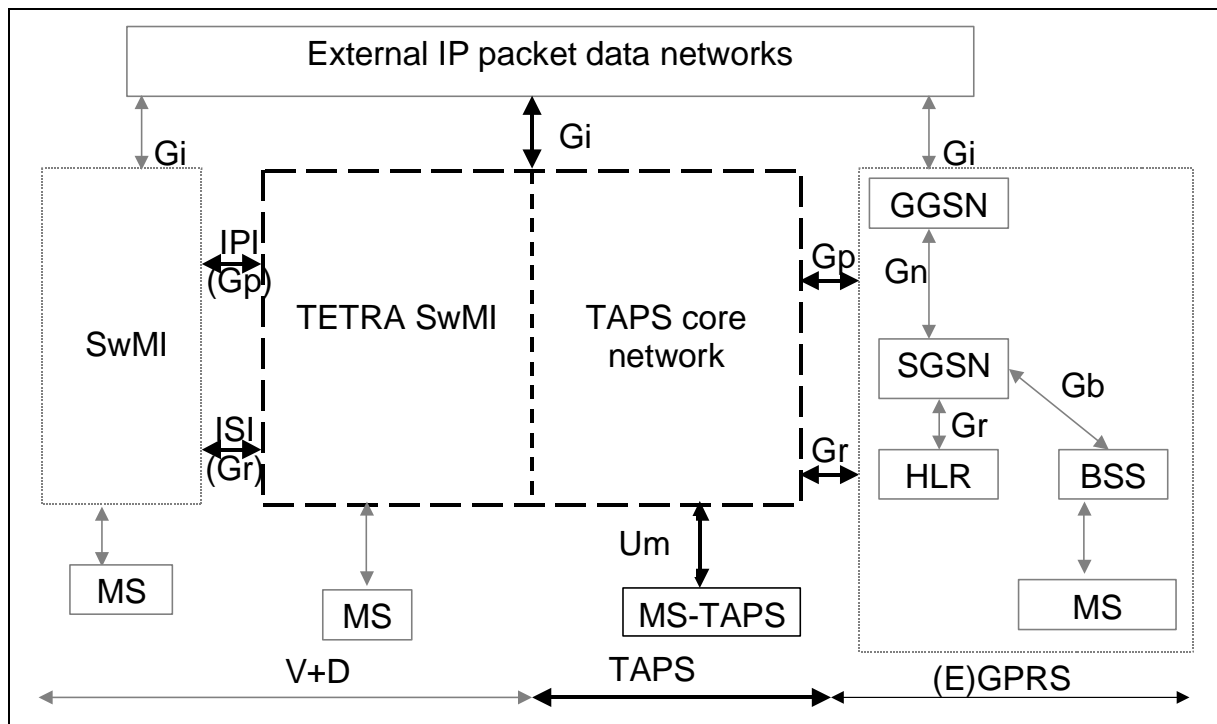 External IP packet data networks
Gi
Gi
Gi
GGSN
IPI
(Gp)
Gp
Gn
SwMI
TETRA SwMI
TAPS core
network
SGSN
Gb
ISI
(Gr)
Gr
Gr
HLR
BSS
Um
MS
MS
MS-TAPS
MS
V+D
TAPS
(E)GPRS